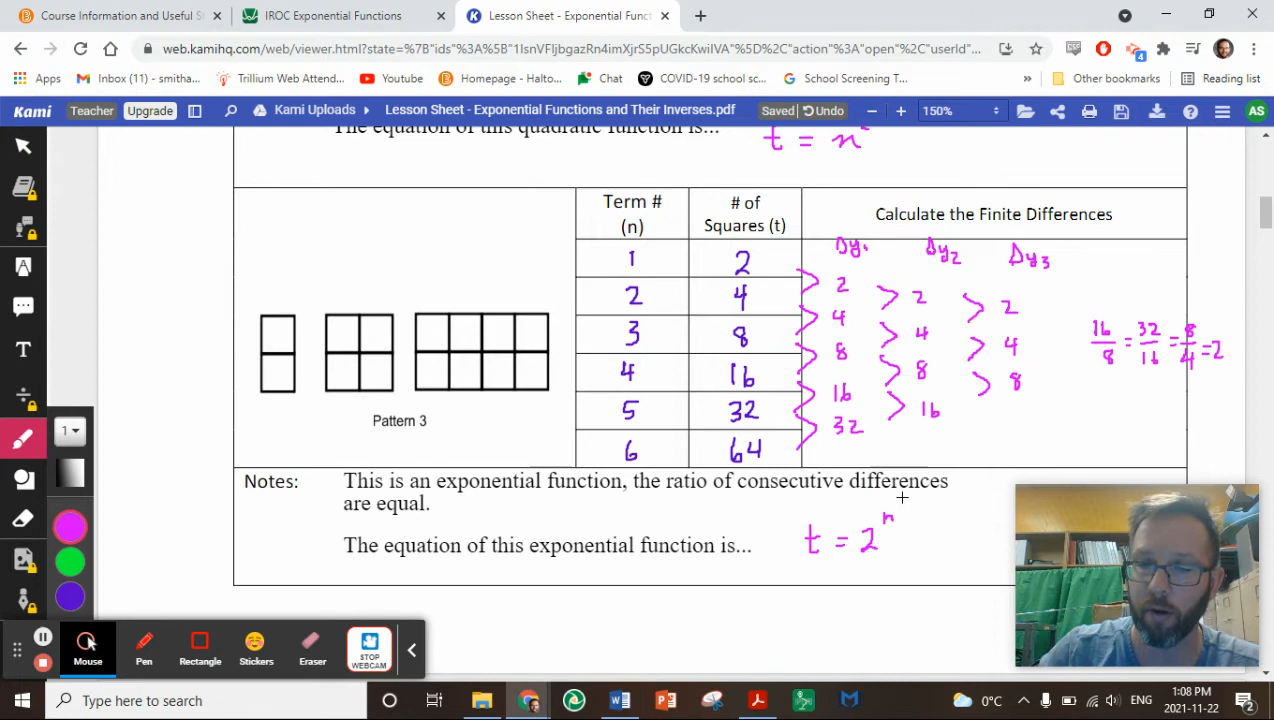 Course Information and Useful S
IROC Exponential Functions
Lesson Sheet - Exponential Func
web.kamihq.com/web/viewer.html?state=%7B"ids"%3A%5B"1IsnVFIjbgazRn4imXjrS5pUGkcKwiIVA"%5D%2C"action"%3A"open"%2C"userId"...
4
Apps
Inbox (11) - smitha...
Trillium Web Attend...
YouTube
Homepage - Halto...
Chat
COVID-19 school sc...
School Screening T...
»
Other bookmarks
Reading list
Kami
Teacher
Upgrade
Kami Uploads
Lesson Sheet - Exponential Functions and Their Inverses.pdf
Saved
Undo
150%
AS
The equation of this quadratic function is...
t = n²
Term #
(n)
# of
Squares (t)
Calculate the Finite Differences
Δy₁ Δy₂ Δy₃
1 2
2 4
3 8
4 16
5 32
6 64
2
4
8
16
32
2
4
8
16
2
4
8
16/8 = 32/16 = 8/4 = 2
Pattern 3
Notes:
This is an exponential function, the ratio of consecutive differences
are equal.
The equation of this exponential function is...
t = 2ⁿ
1
Mouse
Pen
Rectangle
Stickers
Eraser
STOP
WEBCAM
Type here to search
0°C
ENG
1:08 PM
2021-11-22
2